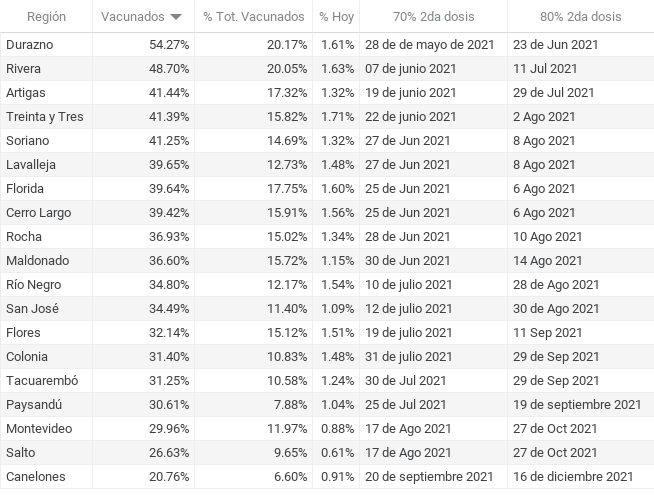 Región Vacunados % Tot. Vacunados % Hoy 70% 2da dosis 80% 2da dosis
Durazno 54.27% 20.17% 1.61% 28 de de mayo de 2021 23 de Jun 2021
Rivera 48.70% 20.05% 1.63% 07 de junio 2021 11 Jul 2021
Artigas 41.44% 17.32% 1.32% 19 de junio 2021 29 de Jul 2021
Treinta y Tres 41.39% 15.82% 1.71% 22 de junio 2021 2 Ago 2021
Soriano 41.25% 14.69% 1.32% 27 de Jun 2021 8 Ago 2021
Lavalleja 39.65% 12.73% 1.48% 27 de Jun 2021 8 Ago 2021
Florida 39.64% 17.75% 1.60% 25 de Jun 2021 6 Ago 2021
Cerro Largo 39.42% 15.91% 1.56% 25 de Jun 2021 6 Ago 2021
Rocha 36.93% 15.02% 1.34% 28 de Jun 2021 10 Ago 2021
Maldonado 36.60% 15.72% 1.15% 30 de Jun 2021 14 Ago 2021
Río Negro 34.80% 12.17% 1.54% 10 de julio 2021 28 de Ago 2021
San José 34.49% 11.40% 1.09% 12 de julio 2021 30 de Ago 2021
Flores 32.14% 15.12% 1.51% 19 de julio 2021 11 Sep 2021
Colonia 31.40% 10.83% 1.48% 31 de julio 2021 29 de Sep 2021
Tacuarembó 31.25% 10.58% 1.24% 30 de Jul 2021 29 de Sep 2021
Paysandú 30.61% 7.88% 1.04% 25 de Jul 2021 19 de septiembre 2021
Montevideo 29.96% 11.97% 0.88% 17 de Ago 2021 27 de Oct 2021
Salto 26.63% 9.65% 0.61% 17 de Ago 2021 27 de Oct 2021
Canelones 20.76% 6.60% 0.91% 20 de septiembre 2021 16 de diciembre 2021